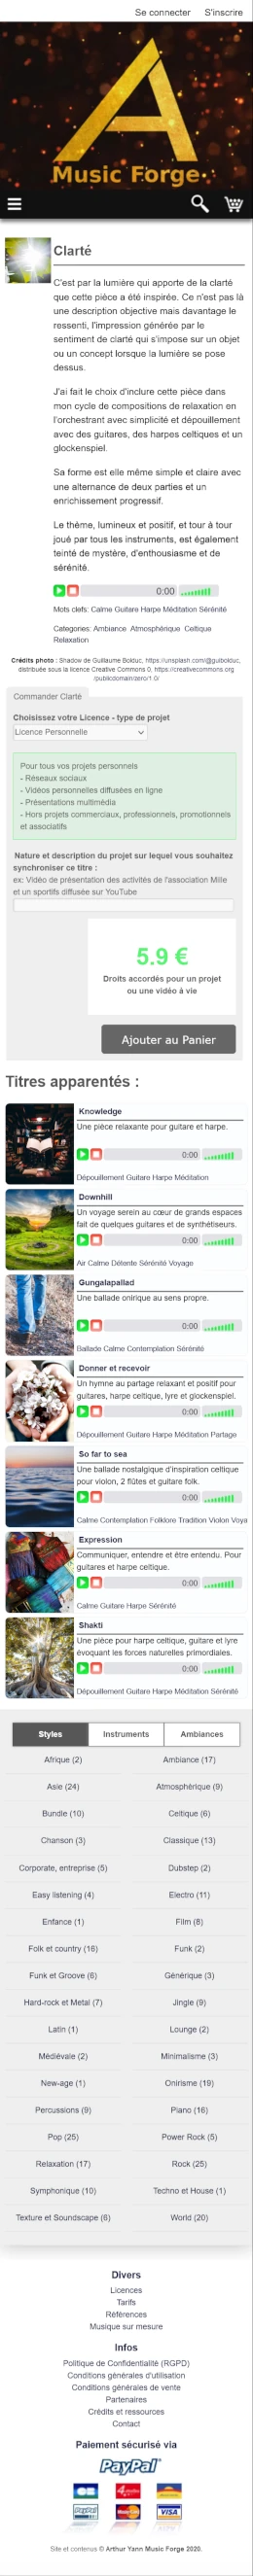 Se connecter S'inscrire
Music Forge
Clarté
C'est par la lumière qui apporte de la clarté
que cette pièce a été inspirée. Ce n'est pas là
une description objective mais davantage le
ressenti, l'impression générée par le
sentiment de clarté qui s'impose sur un objet
ou un concept lorsque la lumière se pose
dessus.
J'ai fait le choix d'inclure cette pièce dans
mon cycle de compositions de relaxation en
l'orchestrant avec simplicité et dépouillement
avec des guitares, des harpes celtiques et un
glockenspiel.
Sa forme est elle même simple et claire avec
une alternance de deux parties et un
enrichissement progressif.
Le thème, lumineux et positif, et tour à tour
joué par tous les instruments, est également
teinté de mystère, d'enthousiasme et de
sérénité.
0:00
Mots clefs: Calme Guitare Harpe Méditation Sérénité
Categories: Ambiance Atmosphérique Celtique
Relaxation
Crédits photo : Shadow de Guillaume Bolduc, https://unsplash.com/@guibolduc,
distribuée sous la licence Creative Commons 0, https://creativecommons.org
/publicdomain/zero/1.0/
Commander Clarté
Choisissez votre Licence - type de projet
Licence Personnelle
Pour tous vos projets personnels
- Réseaux sociaux
- Vidéos personnelles diffusées en ligne
- Présentations multimédia
- Hors projets commerciaux, professionnels, promotionnels
et associatifs
Nature et description du projet sur lequel vous souhaitez
synchroniser ce titre :
ex: Vidéo de présentation des activités de l'association Mille
et un sportifs diffusée sur YouTube
5.9 €
Droits accordés pour un projet
ou une vidéo à vie
Ajouter au Panier
Titres apparentés :
Knowledge
Une pièce relaxante pour guitare et harpe.
0:00
Dépouillement Guitare Harpe Méditation
Downhill
Un voyage serein au cœur de grands espaces
fait de quelques guitares et de synthétiseurs.
0:00
Air Calme Détente Sérénité Voyage
Gungalapallad
Une ballade onirique au sens propre.
0:00
Ballade Calme Contemplation Sérénité
Donner et recevoir
Un hymne au partage relaxant et positif pour
guitares, harpe celtique, lyre et glockenspiel.
0:00
Dépouillement Guitare Harpe Méditation Partage
So far to sea
Une ballade nostalgique d'inspiration celtique
pour violon, 2 flûtes et guitare folk.
0:00
Calme Contemplation Folklore Tradition Violon Voya
Expression
Communiquer, entendre et être entendu. Pour
guitares et harpe celtique.
0:00
Calme Guitare Harpe Sérénité
Shakti
Une pièce pour harpe celtique, guitare et lyre
évoquant les forces naturelles primordiales.
0:00
Dépouillement Guitare Harpe Méditation Sérénité
Styles Instruments Ambiances
Afrique (2) Ambiance (17)
Asie (24) Atmosphérique (9)
Bundle (10) Celtique (6)
Chanson (3) Classique (13)
Corporate, entreprise (5) Dubstep (2)
Easy listening (4) Electro (11)
Enfance (1) Film (8)
Folk et country (16) Funk (2)
Funk et Groove (6) Générique (3)
Hard-rock et Metal (7) Jingle (9)
Latin (1) Lounge (2)
Médiévale (2) Minimalisme (3)
New-age (1) Onirisme (19)
Percussions (9) Piano (16)
Pop (25) Power Rock (5)
Relaxation (17) Rock (25)
Symphonique (10) Techno et House (1)
Texture et Soundscape (6) World (20)
Divers
Licences
Tarifs
Références
Musique sur mesure
Infos
Politique de Confidentialité (RGPD)
Conditions générales d'utilisation
Conditions générales de vente
Partenaires
Crédits et ressources
Contact
Paiement sécurisé via
PayPal
PayPal MasterCard VISA
Site et contenus © Arthur Yann Music Forge 2020.